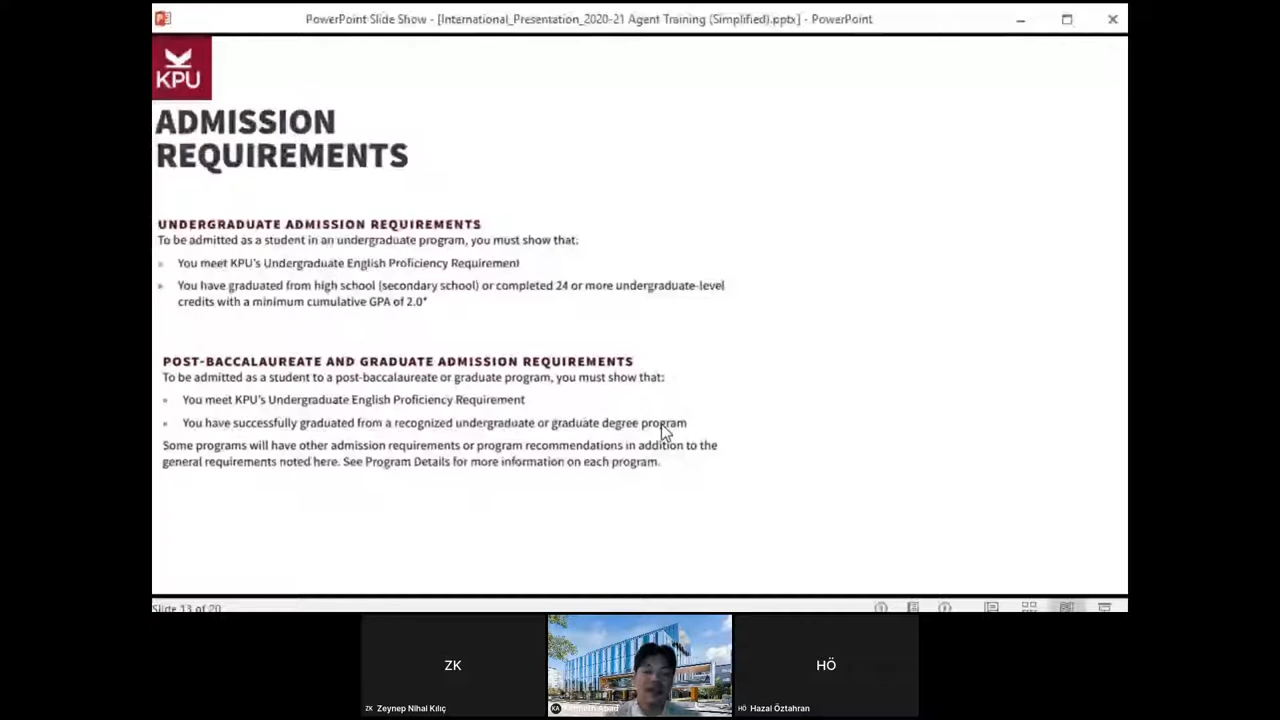 PowerPoint Slide Show - [International_Presentation_2020-21 Agent Training (Simplified).pptx] - PowerPoint
KPU
ADMISSION
REQUIREMENTS
UNDERGRADUATE ADMISSION REQUIREMENTS
To be admitted as a student in an undergraduate program, you must show that:
» You meet KPU's Undergraduate English Proficiency Requirement
» You have graduated from high school (secondary school) or completed 24 or more undergraduate-level
credits with a minimum cumulative GPA of 2.0*
POST-BACCALAUREATE AND GRADUATE ADMISSION REQUIREMENTS
To be admitted as a student to a post-baccalaureate or graduate program, you must show that:
» You meet KPU's Undergraduate English Proficiency Requirement
» You have successfully graduated from a recognized undergraduate or graduate degree program
Some programs will have other admission requirements or program recommendations in addition to the
general requirements noted here. See Program Details for more information on each program.
Slide 13 of 20
ZK
HÖ
ZK Zeynep Nihal Kılıç
KA
HÖ Hazal Öztahran